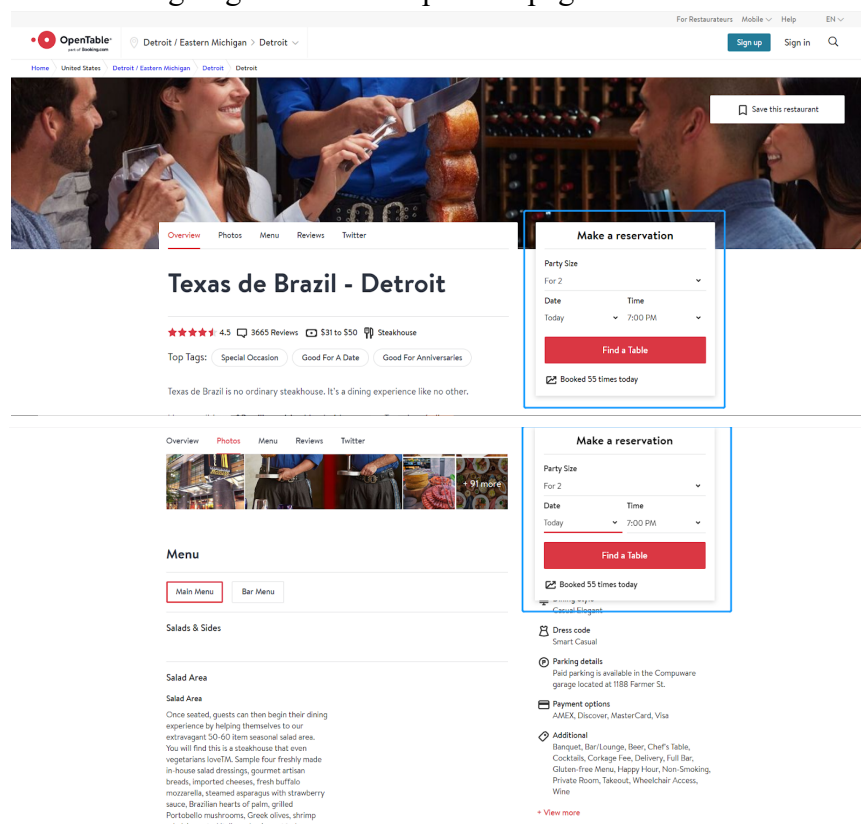 For Restaurateurs Mobile Help EN
OpenTable
part of Booking.com
Detroit / Eastern Michigan > Detroit
Sign up Sign in
Home United States Detroit / Eastern Michigan Detroit Detroit
Save this restaurant
Overview Photos Menu Reviews Twitter
Texas de Brazil - Detroit
4.5 3665 Reviews $31 to $50 Steakhouse
Top Tags: Special Occasion Good For A Date Good For Anniversaries
Texas de Brazil is no ordinary steakhouse. It's a dining experience like no other.
Make a reservation
Party Size
For 2
Date Time
Today 7:00 PM
Find a Table
Booked 55 times today
Overview Photos Menu Reviews Twitter
+ 91 more
Menu
Main Menu Bar Menu
Salads & Sides
Salad Area
Salad Area
Once seated, guests can then begin their dining
experience by helping themselves to our
extravagant 50-60 item seasonal salad area.
You will find this is a steakhouse that even
vegetarians loveTM. Sample four freshly made
in-house salad dressings, gourmet artisan
breads, imported cheeses, fresh buffalo
mozzarella, steamed asparagus with strawberry
sauce, Brazilian hearts of palm, grilled
Portobello mushrooms, Greek olives, shrimp
Make a reservation
Party Size
For 2
Date Time
Today 7:00 PM
Find a Table
Booked 55 times today
Casual Elegant
Dress code
Smart Casual
Parking details
Paid parking is available in the Compuware
garage located at 1188 Farmer St.
Payment options
AMEX, Discover, MasterCard, Visa
Additional
Banquet, Bar/Lounge, Beer, Chef's Table,
Cocktails, Corkage Fee, Delivery, Full Bar,
Gluten-free Menu, Happy Hour, Non-Smoking,
Private Room, Takeout, Wheelchair Access,
Wine
+ View more